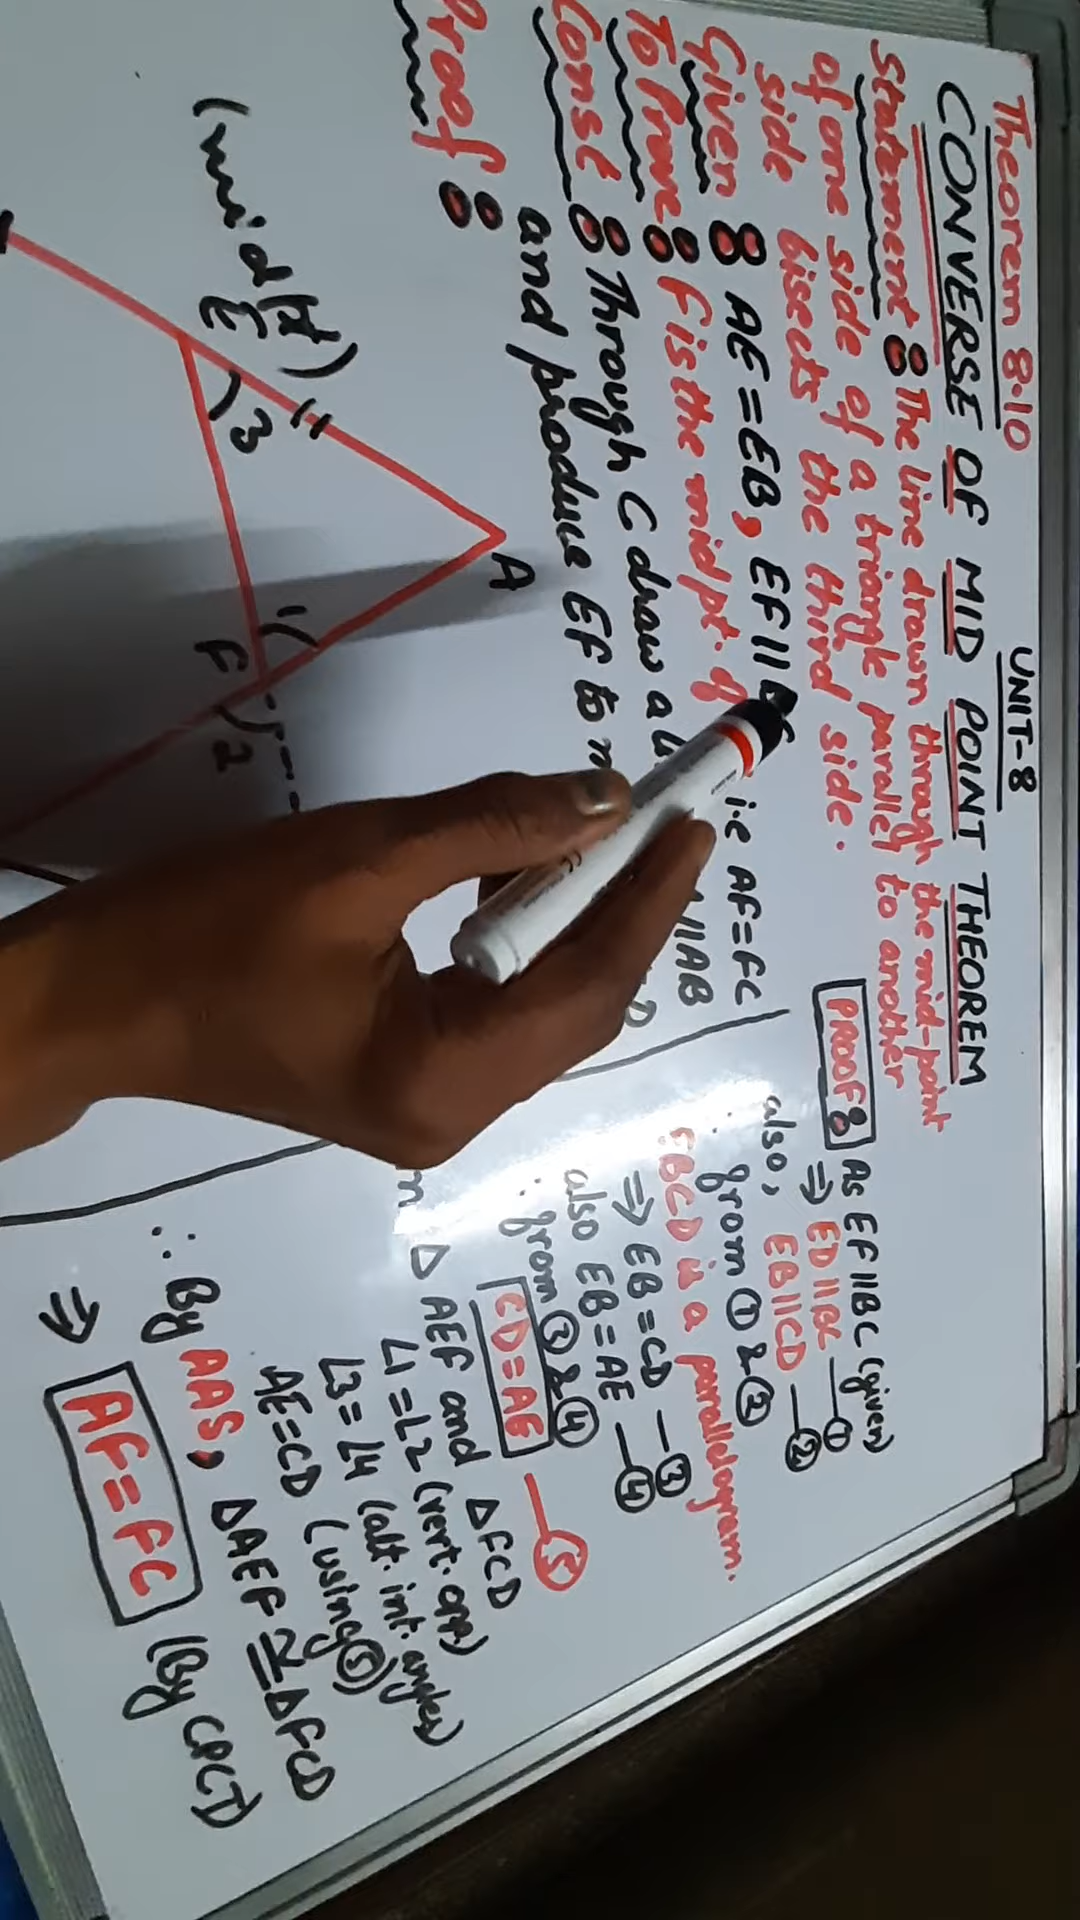 UNIT-8
Theorem 8.10
CONVERSE OF MID POINT THEOREM
Statement: The line drawn through the mid-point
of one side of a triangle parallel to another
side bisects the third side.
Given: AE=EB, EF||
To Prove: F is the midpt. of i.e AF=FC
Const: Through C draw a ||AB
and produce EF to D
Proof:
A
(mid pt)
E
3
1
F
2
PROOF: As EF||BC (given)
⇒ ED||BC —①
also, EB||CD —②
∴ from ① & ②
EBCD is a parallelogram.
⇒ EB=CD —③
also EB=AE —④
∴ from ③ & ④
CD=AE —⑤
△ AEF and △FCD
∠1=∠2 (vert. opp)
∠3=∠4 (alt. int. angles)
AE=CD (using ⑤)
∴ By AAS, △AEF ≅ △FCD
⇒ AF=FC (By CPCT)